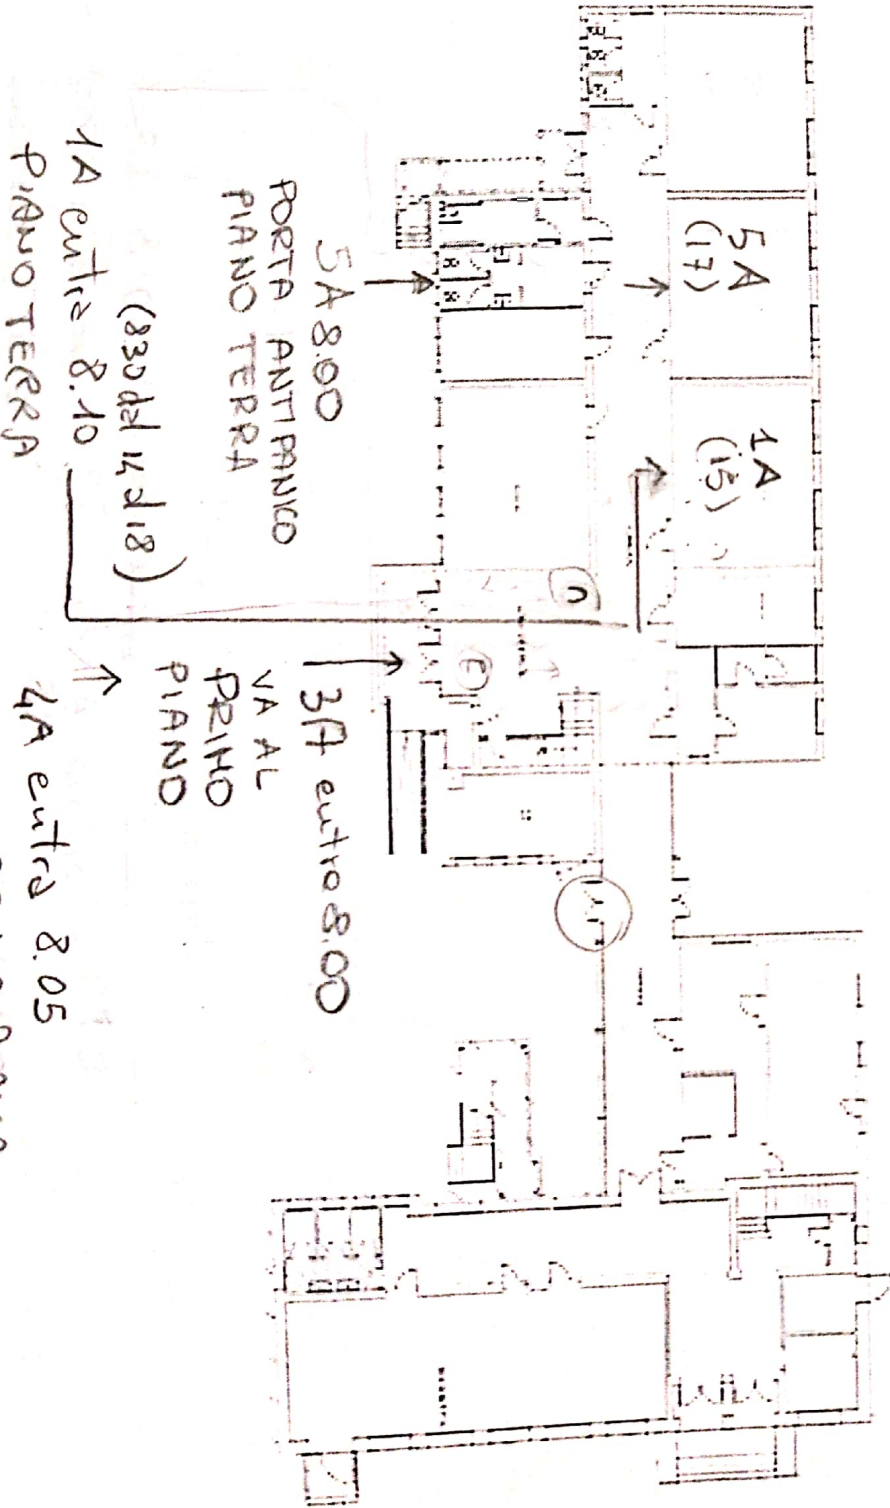 5A
(17)
1A
(15)
5A 8.00
PORTA ANTIPANICO
PIANO TERRA
(830 dal 14 al 18)
1A entra 8.10
PIANO TERRA
3A entra 8.00
VA AL
PRIMO
PIANO
4A entra 8.05
E